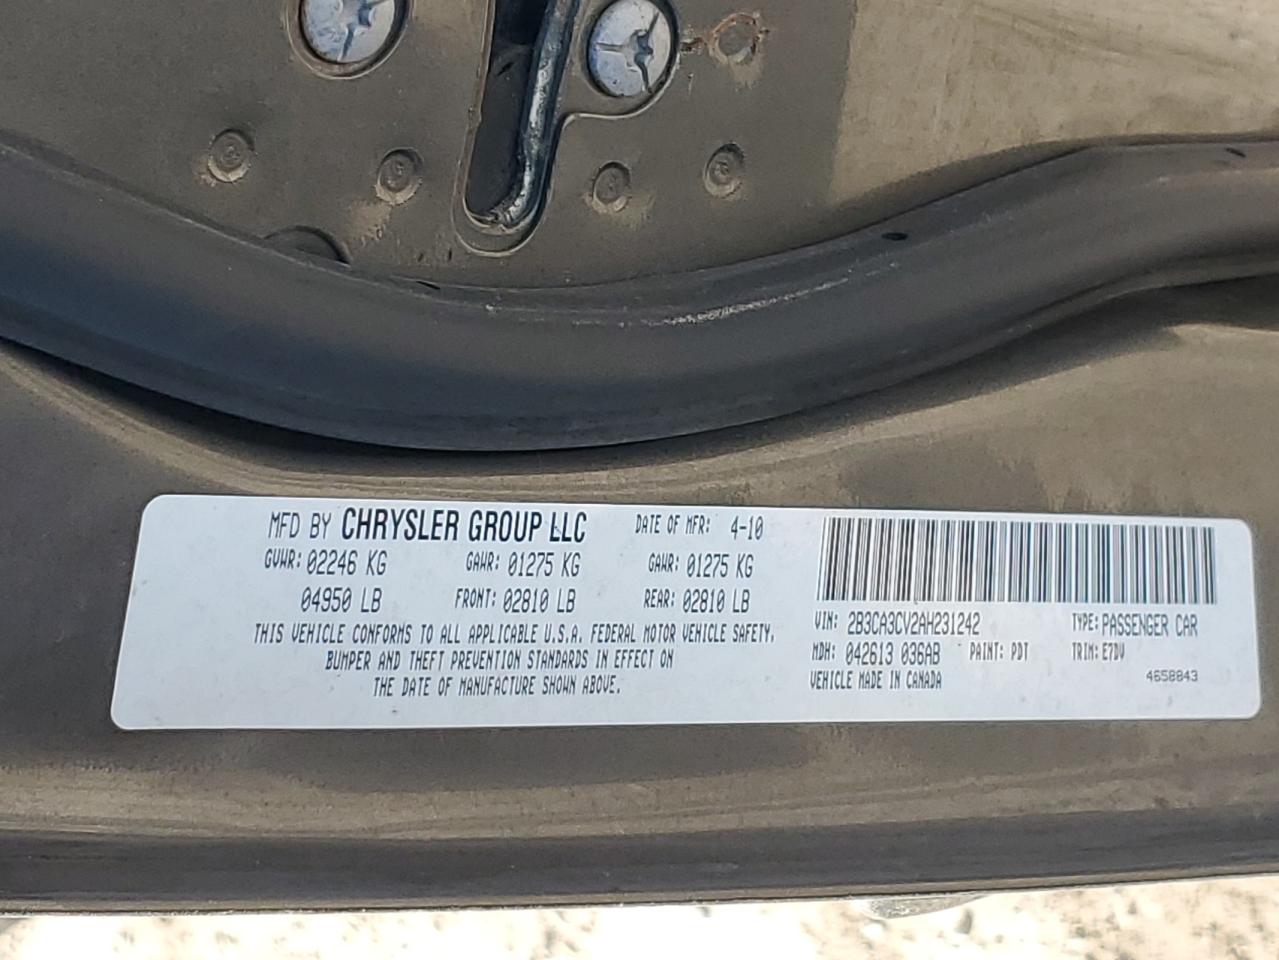 MFD BY CHRYSLER GROUP LLC DATE OF MFR: 4-10
GVWR: 02246 KG GAWR: 01275 KG GAWR: 01275 KG
04950 LB FRONT: 02810 LB REAR: 02810 LB
THIS VEHICLE CONFORMS TO ALL APPLICABLE U.S.A. FEDERAL MOTOR VEHICLE SAFETY,
BUMPER AND THEFT PREVENTION STANDARDS IN EFFECT ON
THE DATE OF MANUFACTURE SHOWN ABOVE.
VIN: 2B3CA3CV2AH231242 TYPE: PASSENGER CAR
MDH: 042613 036AB PAINT: PDT TRIM: E7DV
VEHICLE MADE IN CANADA 4658843